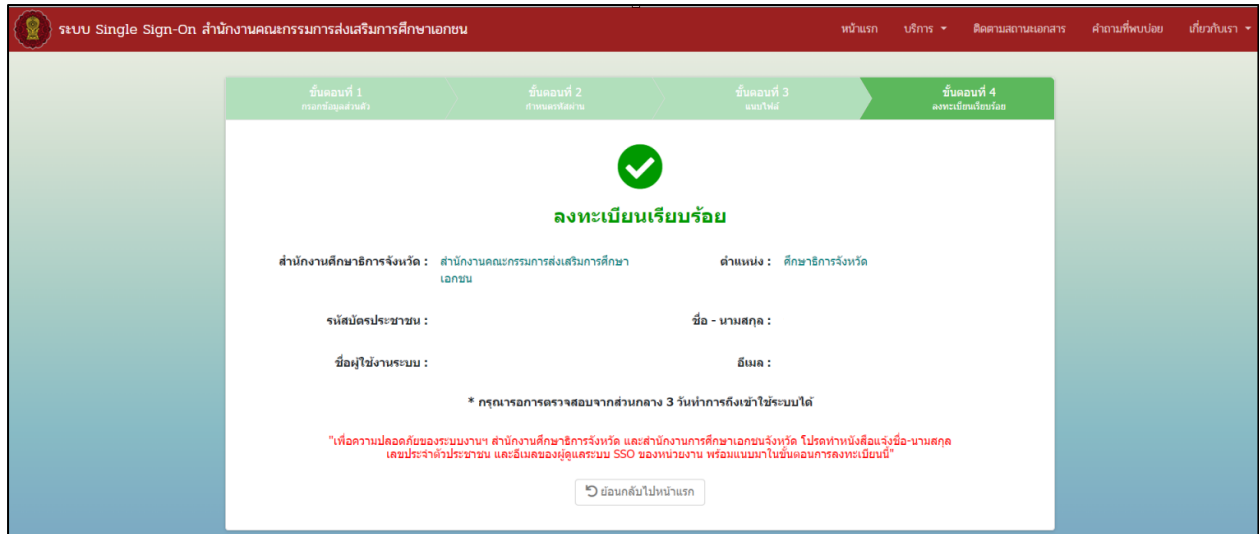 ระบบ Single Sign-On สำนักงานคณะกรรมการส่งเสริมการศึกษาเอกชน
หน้าแรก บริการ ติดตามสถานะเอกสาร คำถามที่พบบ่อย เกี่ยวกับเรา
ขั้นตอนที่ 1 ขั้นตอนที่ 2 ขั้นตอนที่ 3 ขั้นตอนที่ 4
กรอกข้อมูลส่วนตัว กำหนดรหัสผ่าน แนบไฟล์ ลงทะเบียนเรียบร้อย
ลงทะเบียนเรียบร้อย
สำนักงานศึกษาธิการจังหวัด : สำนักงานคณะกรรมการส่งเสริมการศึกษา ตำแหน่ง : ศึกษาธิการจังหวัด
เอกชน
รหัสบัตรประชาชน : ชื่อ - นามสกุล :
ชื่อผู้ใช้งานระบบ : อีเมล :
* กรุณารอการตรวจสอบจากส่วนกลาง 3 วันทำการถึงเข้าใช้ระบบได้
"เพื่อความปลอดภัยของระบบงานฯ สำนักงานศึกษาธิการจังหวัด และสำนักงานการศึกษาเอกชนจังหวัด โปรดทำหนังสือแจ้งชื่อ-นามสกุล
เลขประจำตัวประชาชน และอีเมลของผู้ดูแลระบบ SSO ของหน่วยงาน พร้อมแนบมาในขั้นตอนการลงทะเบียนนี้"
ย้อนกลับไปหน้าแรก